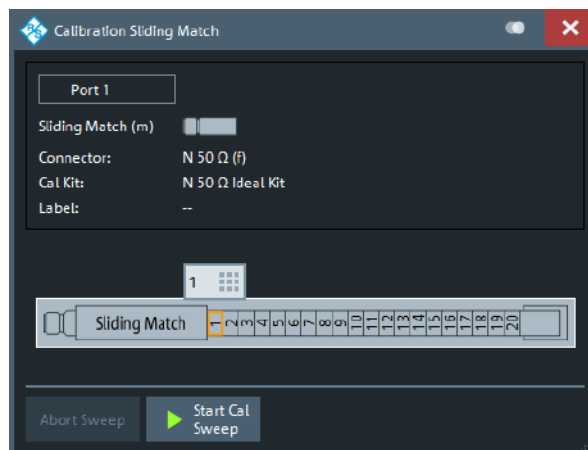 Calibration Sliding Match
Port 1
Sliding Match (m)
Connector: N 50 Ω (f)
Cal Kit: N 50 Ω Ideal Kit
Label: --
1
Sliding Match 1 2 3 4 5 6 7 8 9 10 11 12 13 14 15 16 17 18 19 20
Abort Sweep
Start Cal
Sweep